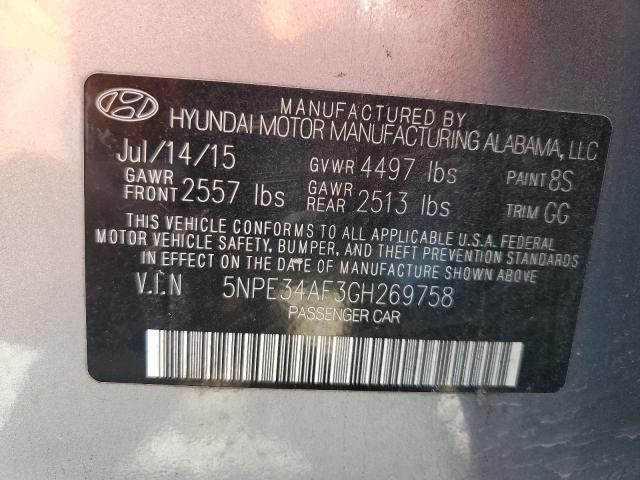 MANUFACTURED BY
HYUNDAI MOTOR MANUFACTURING ALABAMA, LLC
Jul/14/15 GVWR 4497 lbs PAINT 8S
GAWR FRONT 2557 lbs GAWR REAR 2513 lbs TRIM GG
THIS VEHICLE CONFORMS TO ALL APPLICABLE U.S.A. FEDERAL
MOTOR VEHICLE SAFETY, BUMPER, AND THEFT PREVENTION STANDARDS
IN EFFECT ON THE DATE OF MANUFACTURE SHOWN ABOVE
V.I.N 5NPE34AF3GH269758
PASSENGER CAR